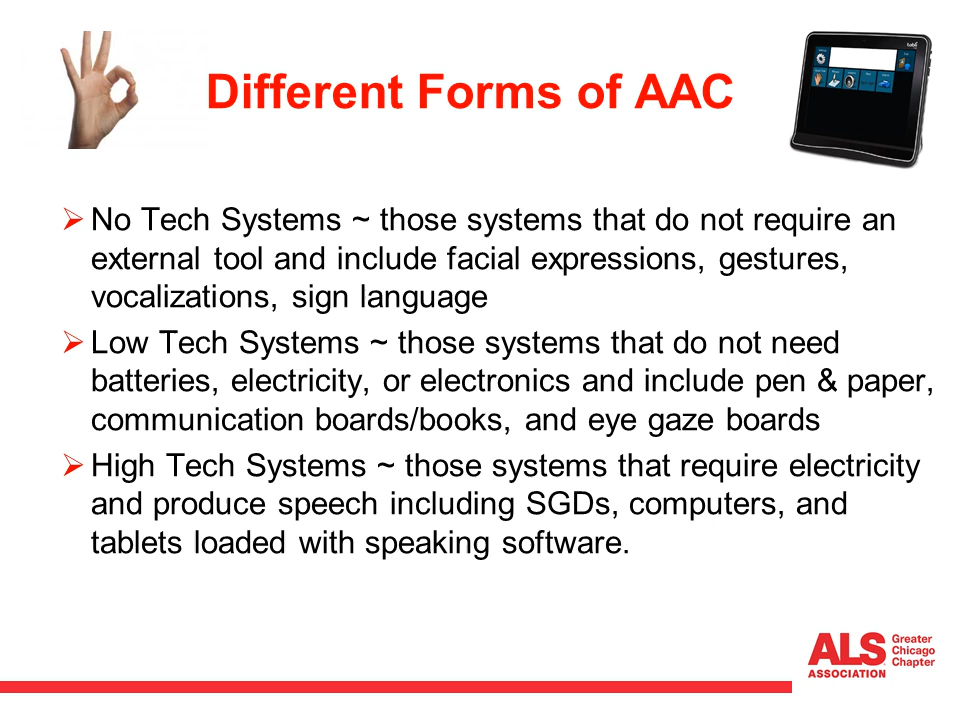 Different Forms of AAC
➢ No Tech Systems ~ those systems that do not require an
external tool and include facial expressions, gestures,
vocalizations, sign language
➢ Low Tech Systems ~ those systems that do not need
batteries, electricity, or electronics and include pen & paper,
communication boards/books, and eye gaze boards
➢ High Tech Systems ~ those systems that require electricity
and produce speech including SGDs, computers, and
tablets loaded with speaking software.
ALS
ASSOCIATION
Greater
Chicago
Chapter